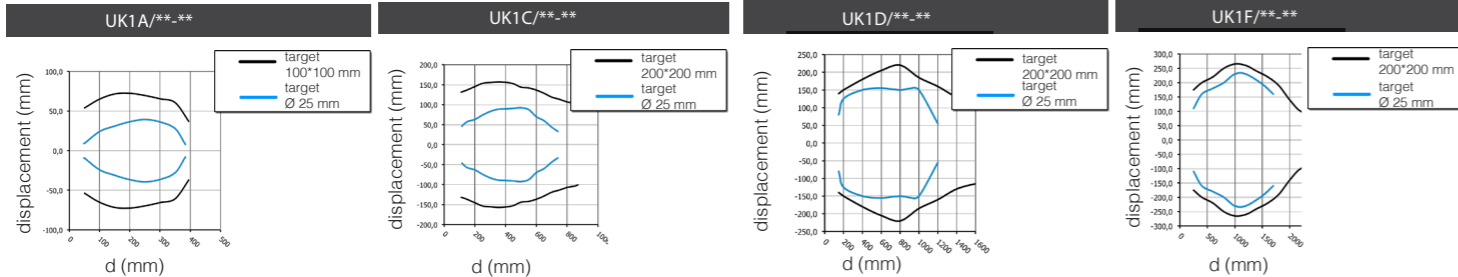 UK1A/**-**
target
100*100 mm
target
Ø 25 mm
displacement (mm)
100,0
50,0
0,0
-50,0
-100,0
0
100
200
300
400
500
d (mm)
UK1C/**-**
target
200*200 mm
target
Ø 25 mm
displacement (mm)
200,0
150,0
100,0
50,0
0,0
-50,0
-100,0
-150,0
-200,0
0
200
400
600
800
d (mm)
UK1D/**-**
target
200*200 mm
target
Ø 25 mm
displacement (mm)
250,0
200,0
150,0
100,0
50,0
0,0
-50,0
-100,0
-150,0
-200,0
-250,0
0
200
400
600
800
1000
1200
1400
1600
d (mm)
UK1F/**-**
target
200*200 mm
target
Ø 25 mm
displacement (mm)
300,0
250,0
200,0
150,0
100,0
50,0
0,0
-50,0
-100,0
-150,0
-200,0
-250,0
-300,0
0
500
1000
1500
2000
d (mm)